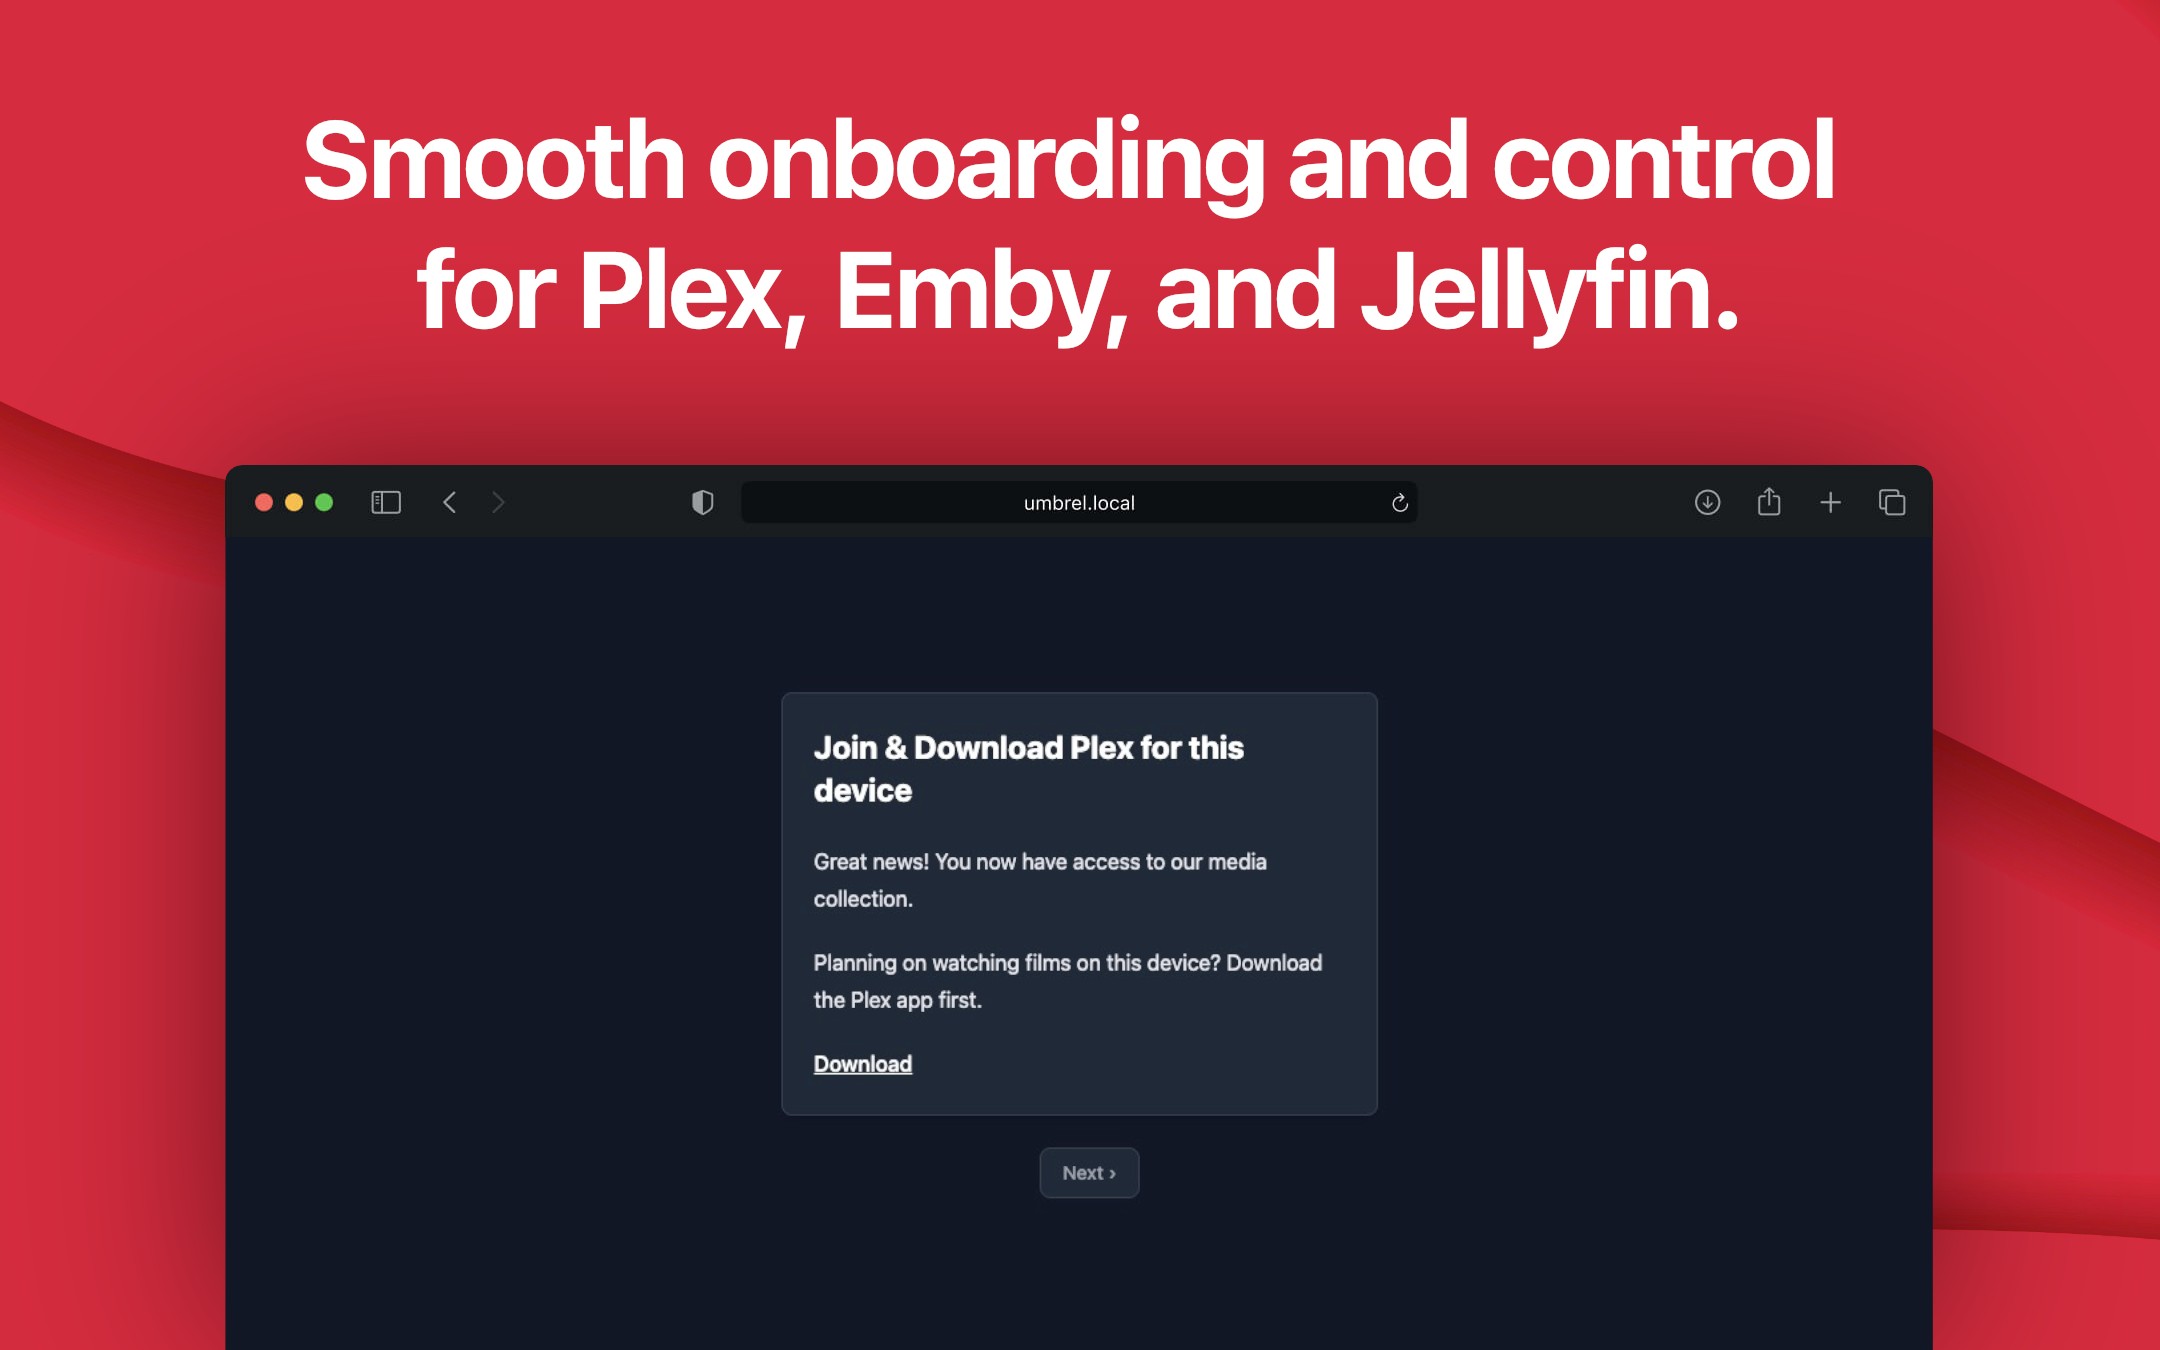 Smooth onboarding and control
for Plex, Emby, and Jellyfin.
umbrel.local
Join & Download Plex for this
device
Great news! You now have access to our media
collection.
Planning on watching films on this device? Download
the Plex app first.
Download
Next ›